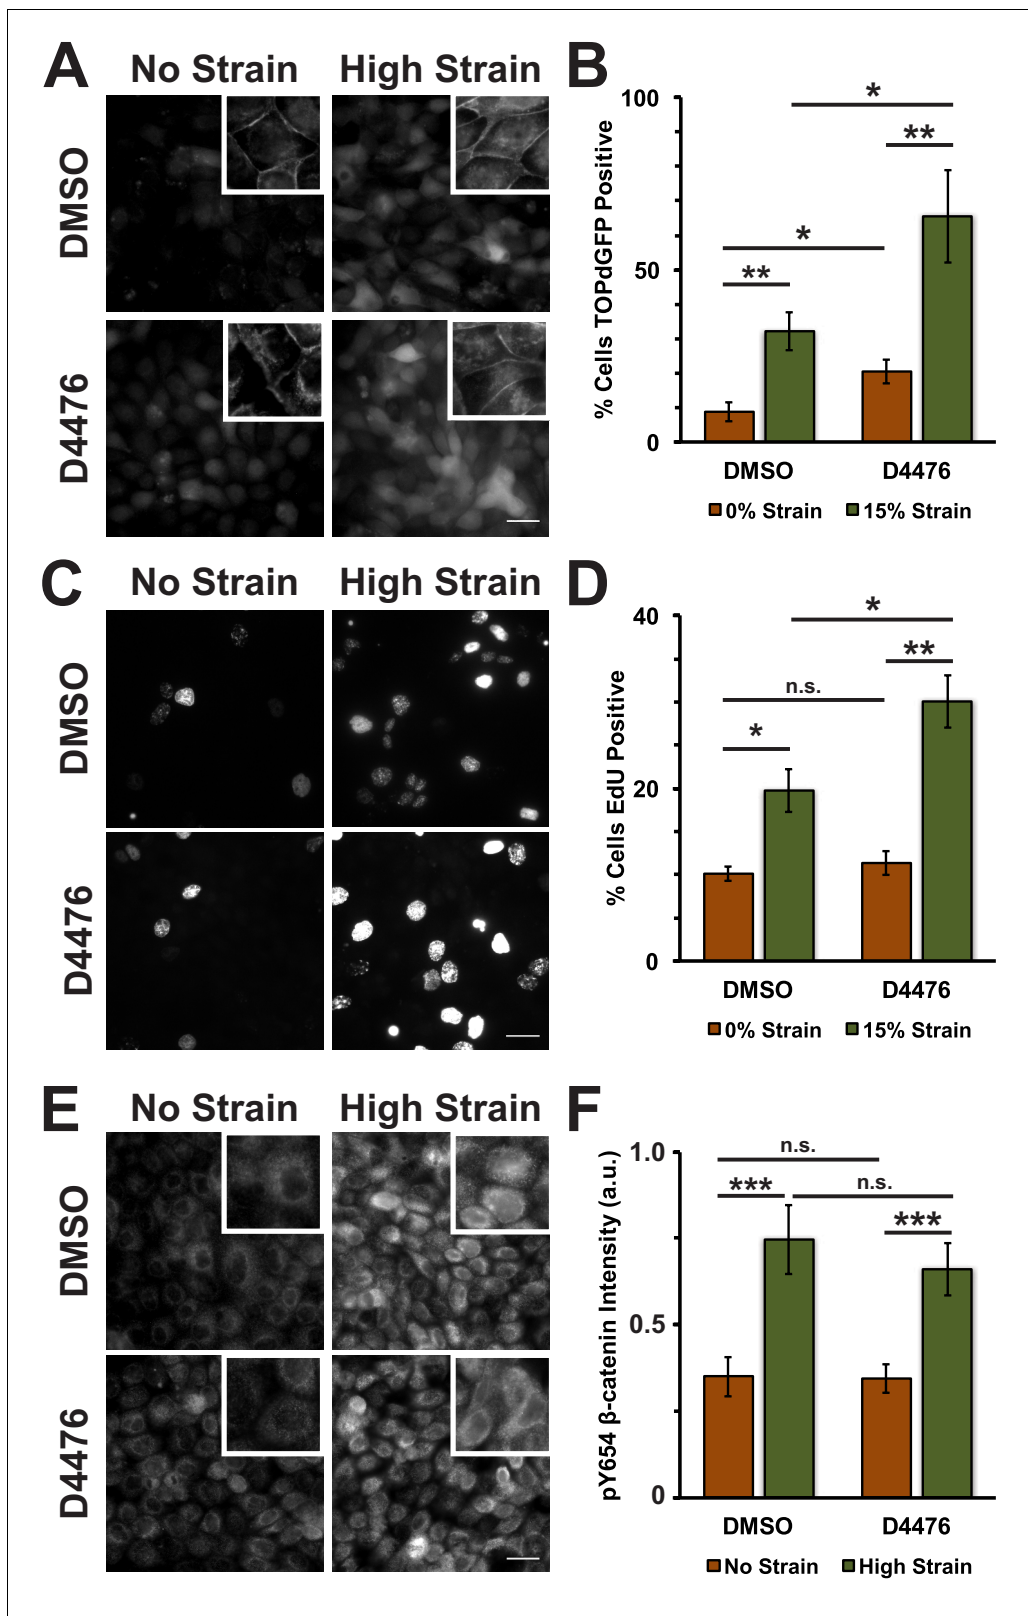 A
No Strain
High Strain
DMSO
D4476
B
% Cells TOPdGFP Positive
100
50
0
*
**
*
**
DMSO
D4476
0% Strain
15% Strain
C
No Strain
High Strain
DMSO
D4476
D
% Cells EdU Positive
40
20
0
*
**
n.s.
*
DMSO
D4476
0% Strain
15% Strain
E
No Strain
High Strain
DMSO
D4476
F
pY654 β-catenin Intensity (a.u.)
1.0
0.5
0
n.s.
***
n.s.
***
DMSO
D4476
No Strain
High Strain